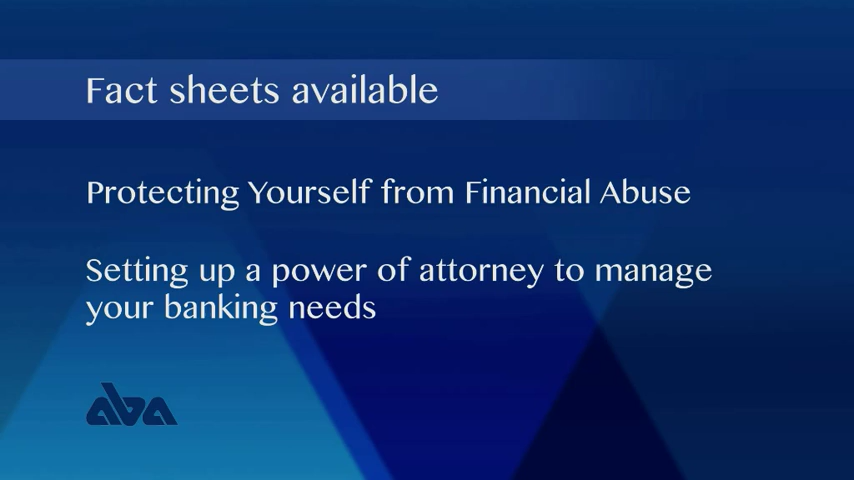 Fact sheets available
Protecting Yourself from Financial Abuse
Setting up a power of attorney to manage
your banking needs
aba